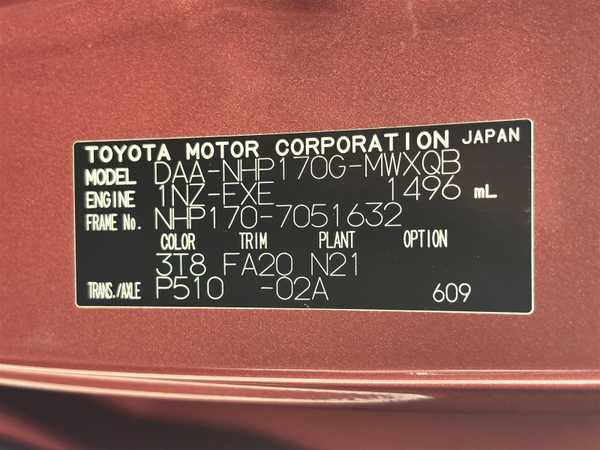 TOYOTA MOTOR CORPORATION JAPAN
MODEL DAA-NHP170G-MWXQB
ENGINE 1NZ-FXE 1496 mL
FRAME No. NHP170-7051632
COLOR TRIM PLANT OPTION
3T8 FA20 N21
TRANS./AXLE P510 -02A 609